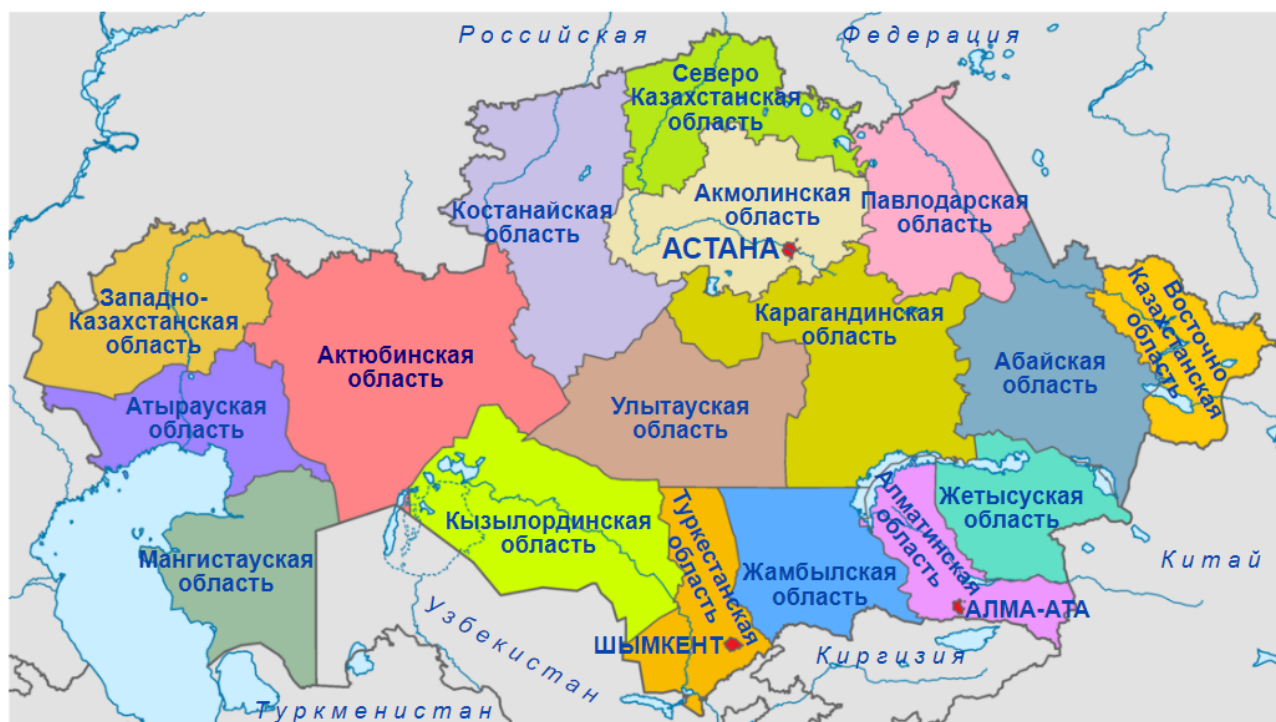 Российская
Федерация
Северо
Казахстанская
область
Костанайская
область
Акмолинская
область
АСТАНА
Павлодарская
область
Западно-
Казахстанская
область
Актюбинская
область
Атырауская
область
Карагандинская
область
Улытауская
область
Абайская
область
Восточно
Казахстанская
область
Мангистауская
область
Кызылординская
область
Туркестанская
область
ШЫМКЕНТ
Жамбылская
область
Алматинская
область
АЛМА-АТА
Жетысуская
область
Китай
Узбекистан
Киргизия
Туркменистан